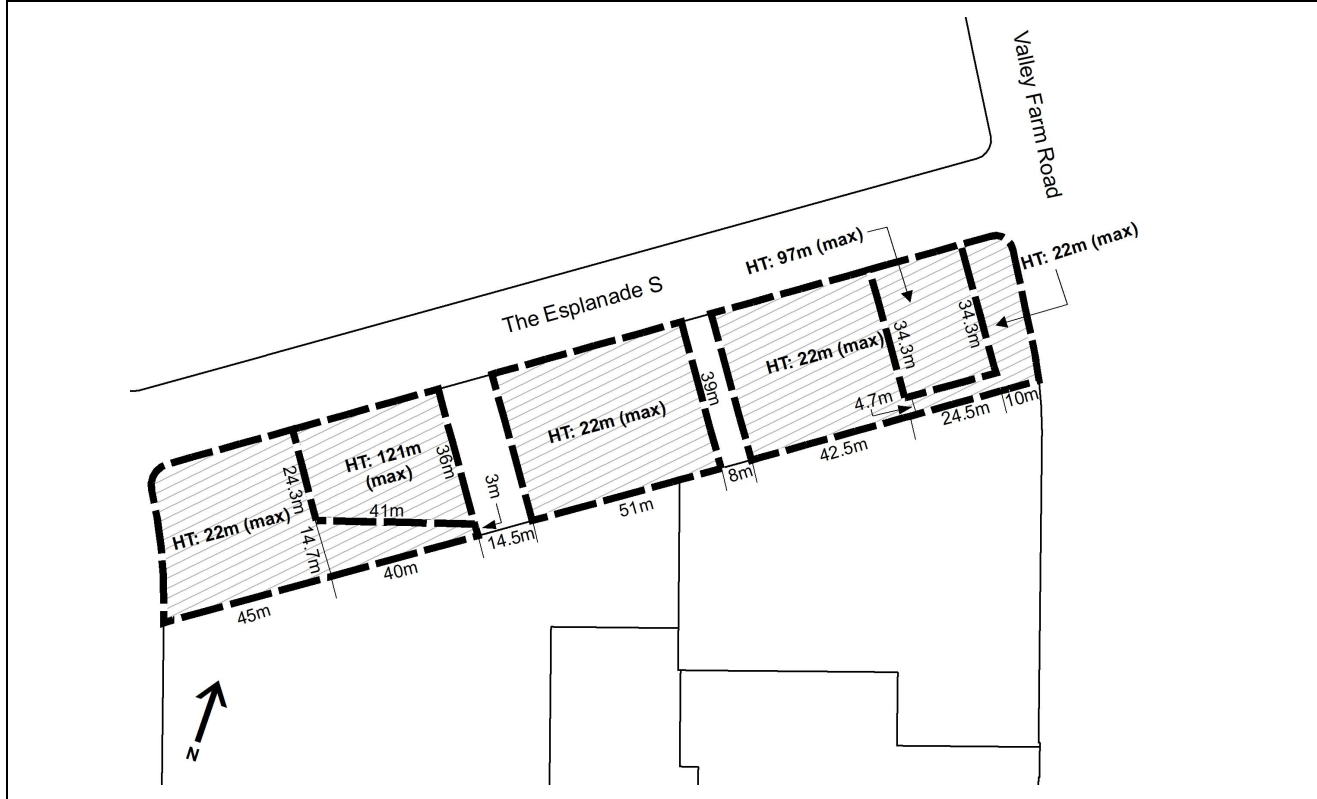 Valley Farm Road
HT: 97m (max)
HT: 22m (max)
The Esplanade S
34.3m
34.3m
HT: 22m (max)
39m
4.7m
24.5m
10m
42.5m
HT: 22m (max)
8m
51m
HT: 121m
(max)
36m
3m
24.3m
41m
HT: 22m (max)
14.7m
14.5m
40m
45m
N